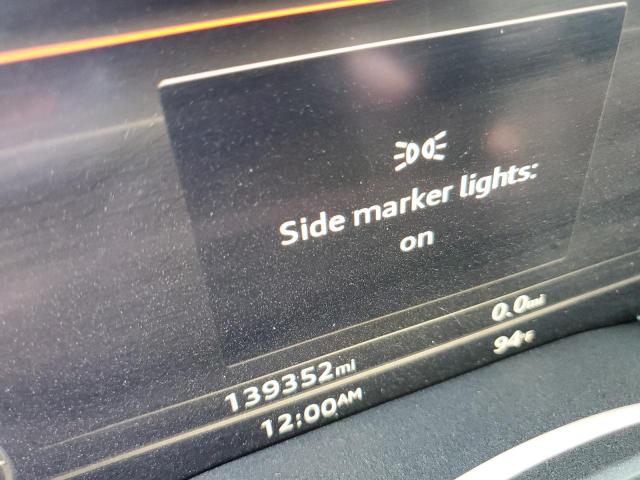 Side marker lights:
on
0.0mi
139352mi
94°F
12:00AM